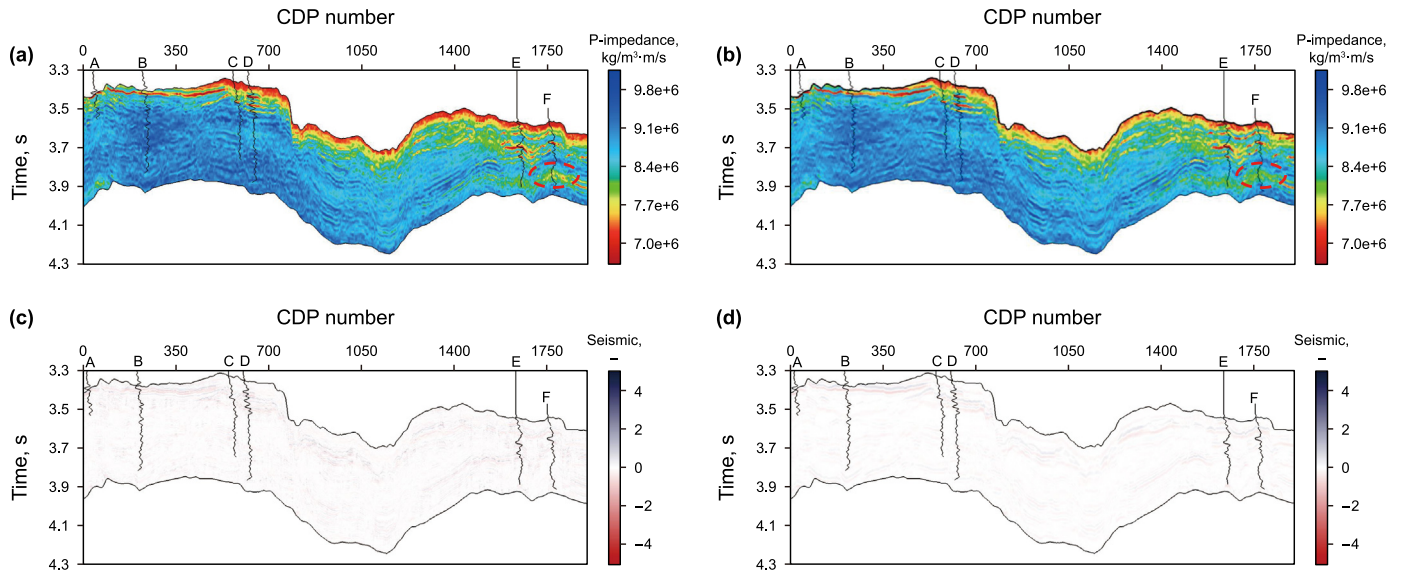 CDP number
CDP number
(a)
0 350 700 1050 1400 1750
P-impedance,
kg/m³·m/s
A B C D E
F
3.3
3.5
3.7
3.9
4.1
4.3
Time, s
9.8e+6
9.1e+6
8.4e+6
7.7e+6
7.0e+6
(b)
0 350 700 1050 1400 1750
P-impedance,
kg/m³·m/s
A B C D E
F
3.3
3.5
3.7
3.9
4.1
4.3
Time, s
9.8e+6
9.1e+6
8.4e+6
7.7e+6
7.0e+6
(c)
CDP number
0 350 700 1050 1400 1750
Seismic,
–
A B C D E
F
3.3
3.5
3.7
3.9
4.1
4.3
Time, s
4
2
0
−2
−4
(d)
CDP number
0 350 700 1050 1400 1750
Seismic,
–
A B C D E
F
3.3
3.5
3.7
3.9
4.1
4.3
Time, s
4
2
0
−2
−4